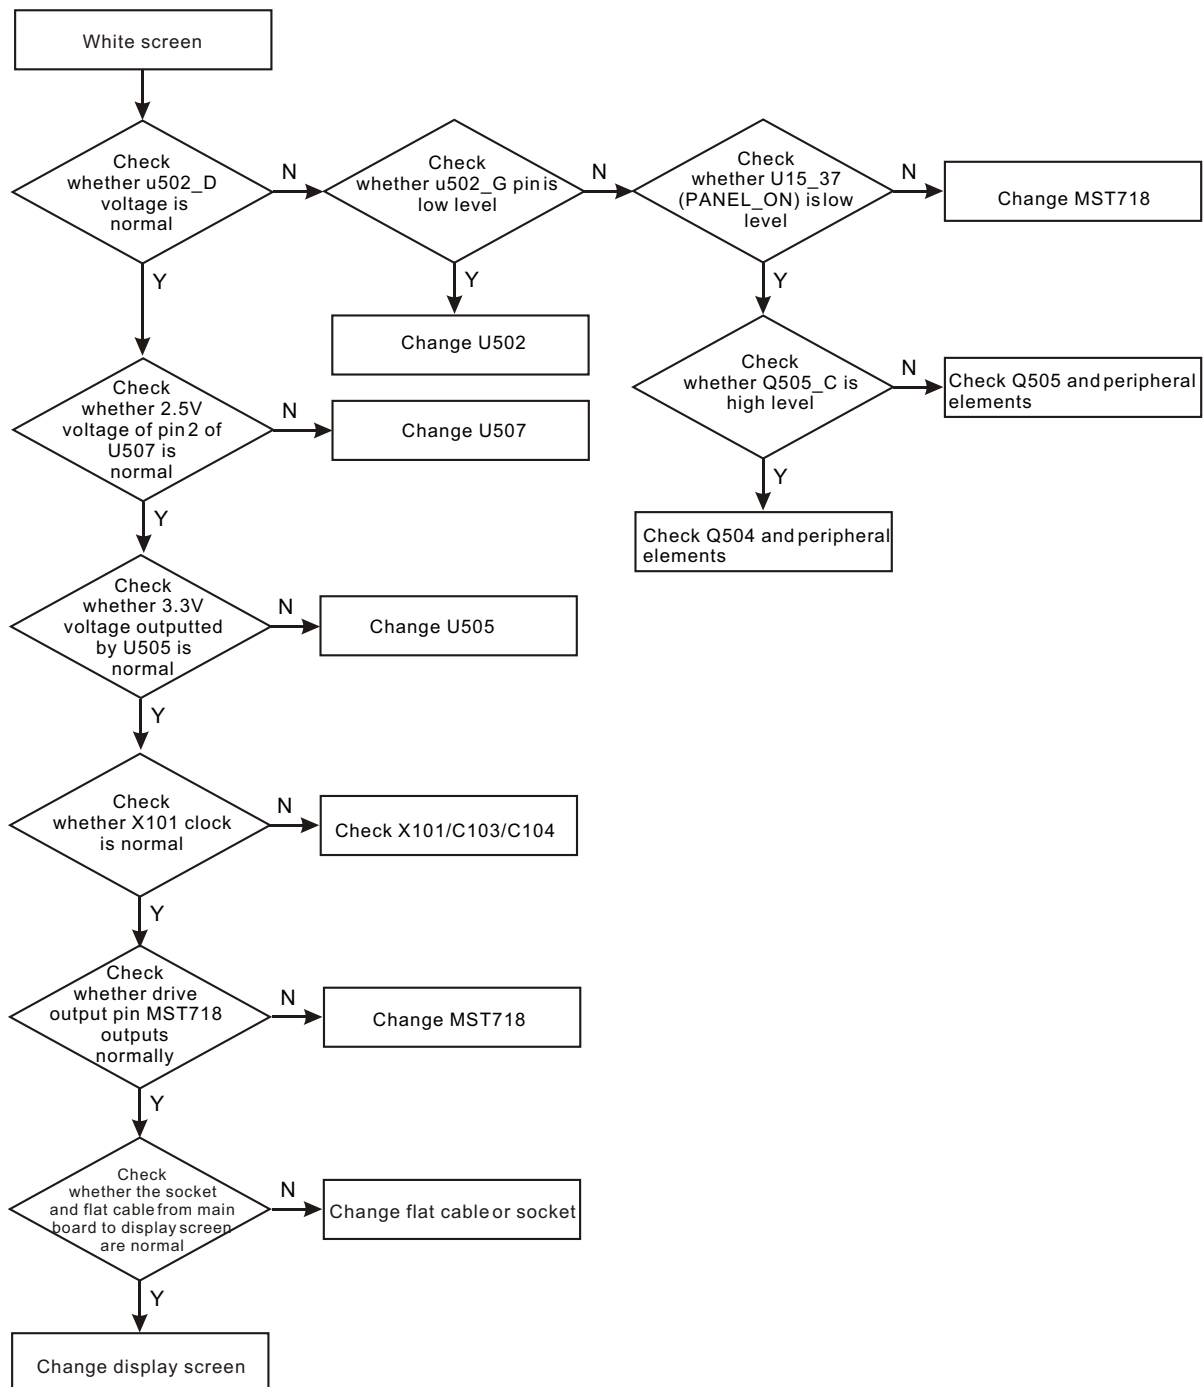 White screen
Check
whether u502_D
voltage is
normal
N
Check
whether u502_G pin is
low level
N
Check
whether U15_37
(PANEL_ON) is low
level
N
Change MST718
Y
Y
Y
Change U502
Check
whether Q505_C is
high level
N
Check Q505 and peripheral
elements
Check
whether 2.5V
voltage of pin 2 of
U507 is
normal
N
Change U507
Y
Check Q504 and peripheral
elements
Y
Check
whether 3.3V
voltage outputted
by U505 is
normal
N
Change U505
Y
Check
whether X101 clock
is normal
N
Check X101/C103/C104
Y
Check
whether drive
output pin MST718
outputs
normally
N
Change MST718
Y
Check
whether the socket
and flat cable from main
board to display screen
are normal
N
Change flat cable or socket
Y
Change display screen